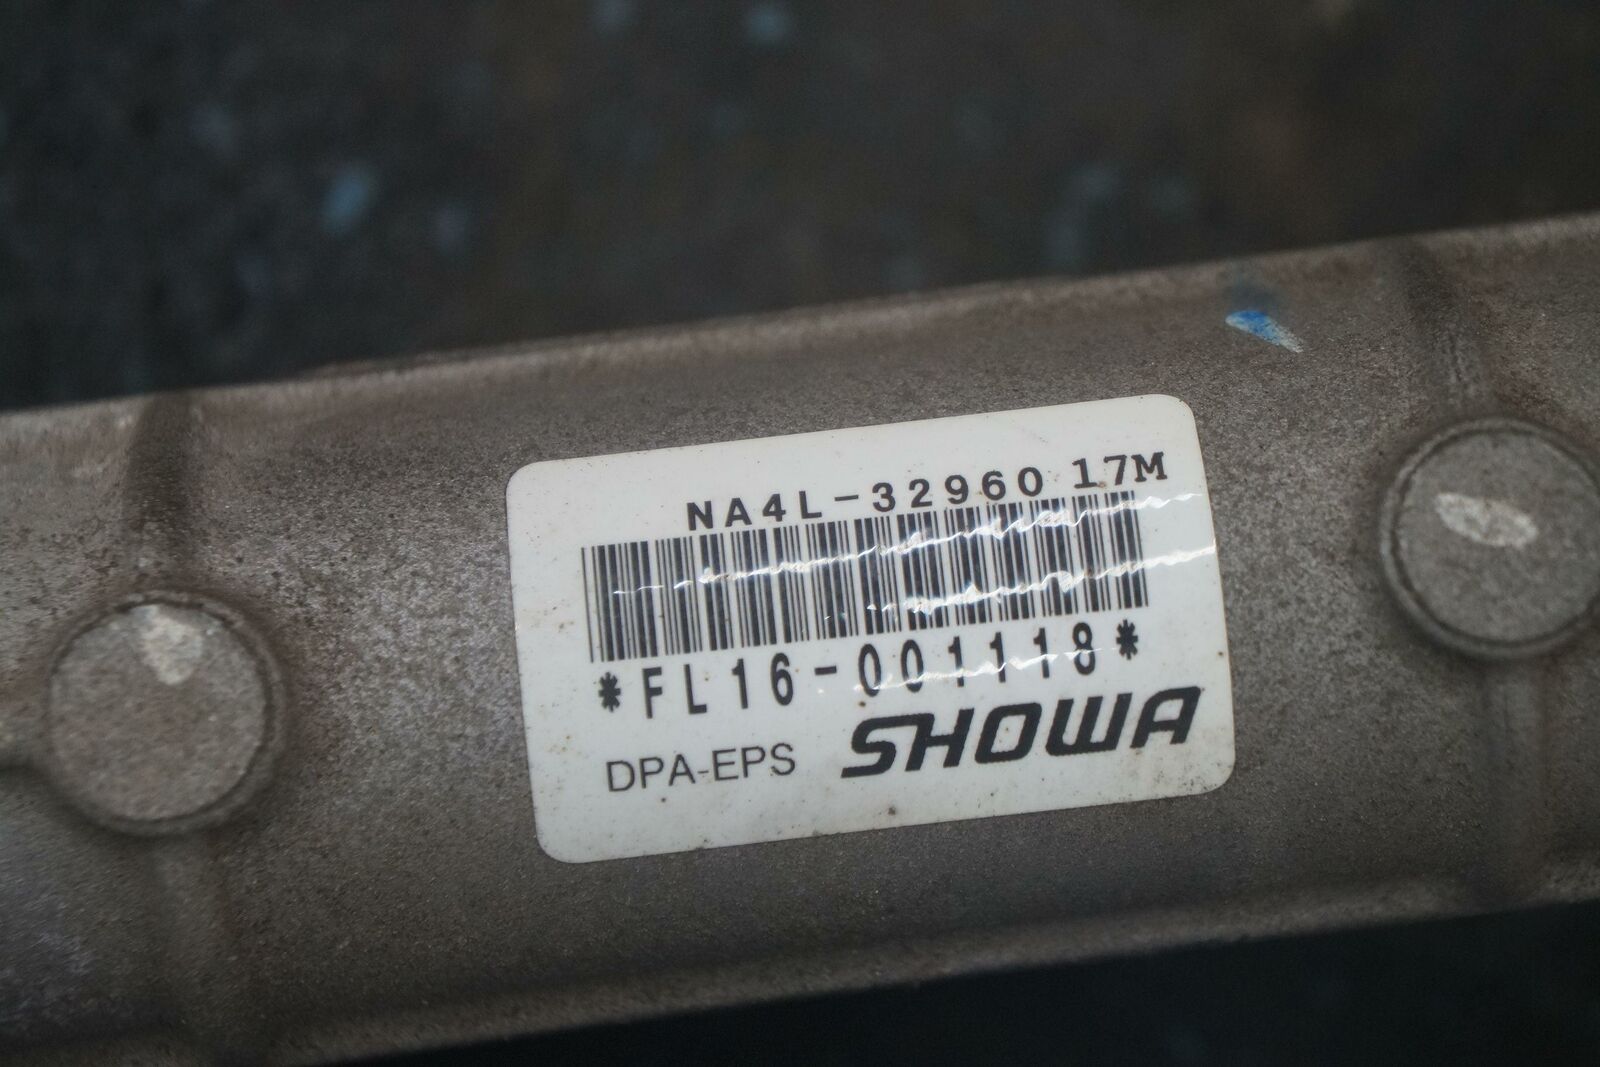 NA4L-32960 17M
*FL16-001118*
DPA-EPS SHOWA